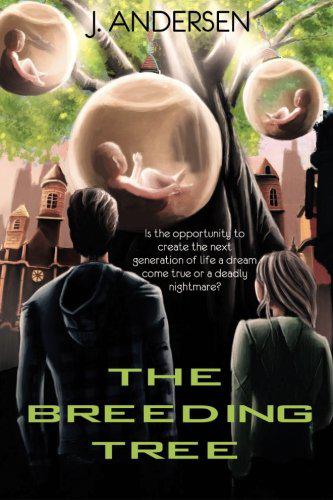 J. ANDERSEN
Is the opportunity to
create the next
generation of life a dream
come true or a deadly
nightmare?
THE
BREEDING
TREE